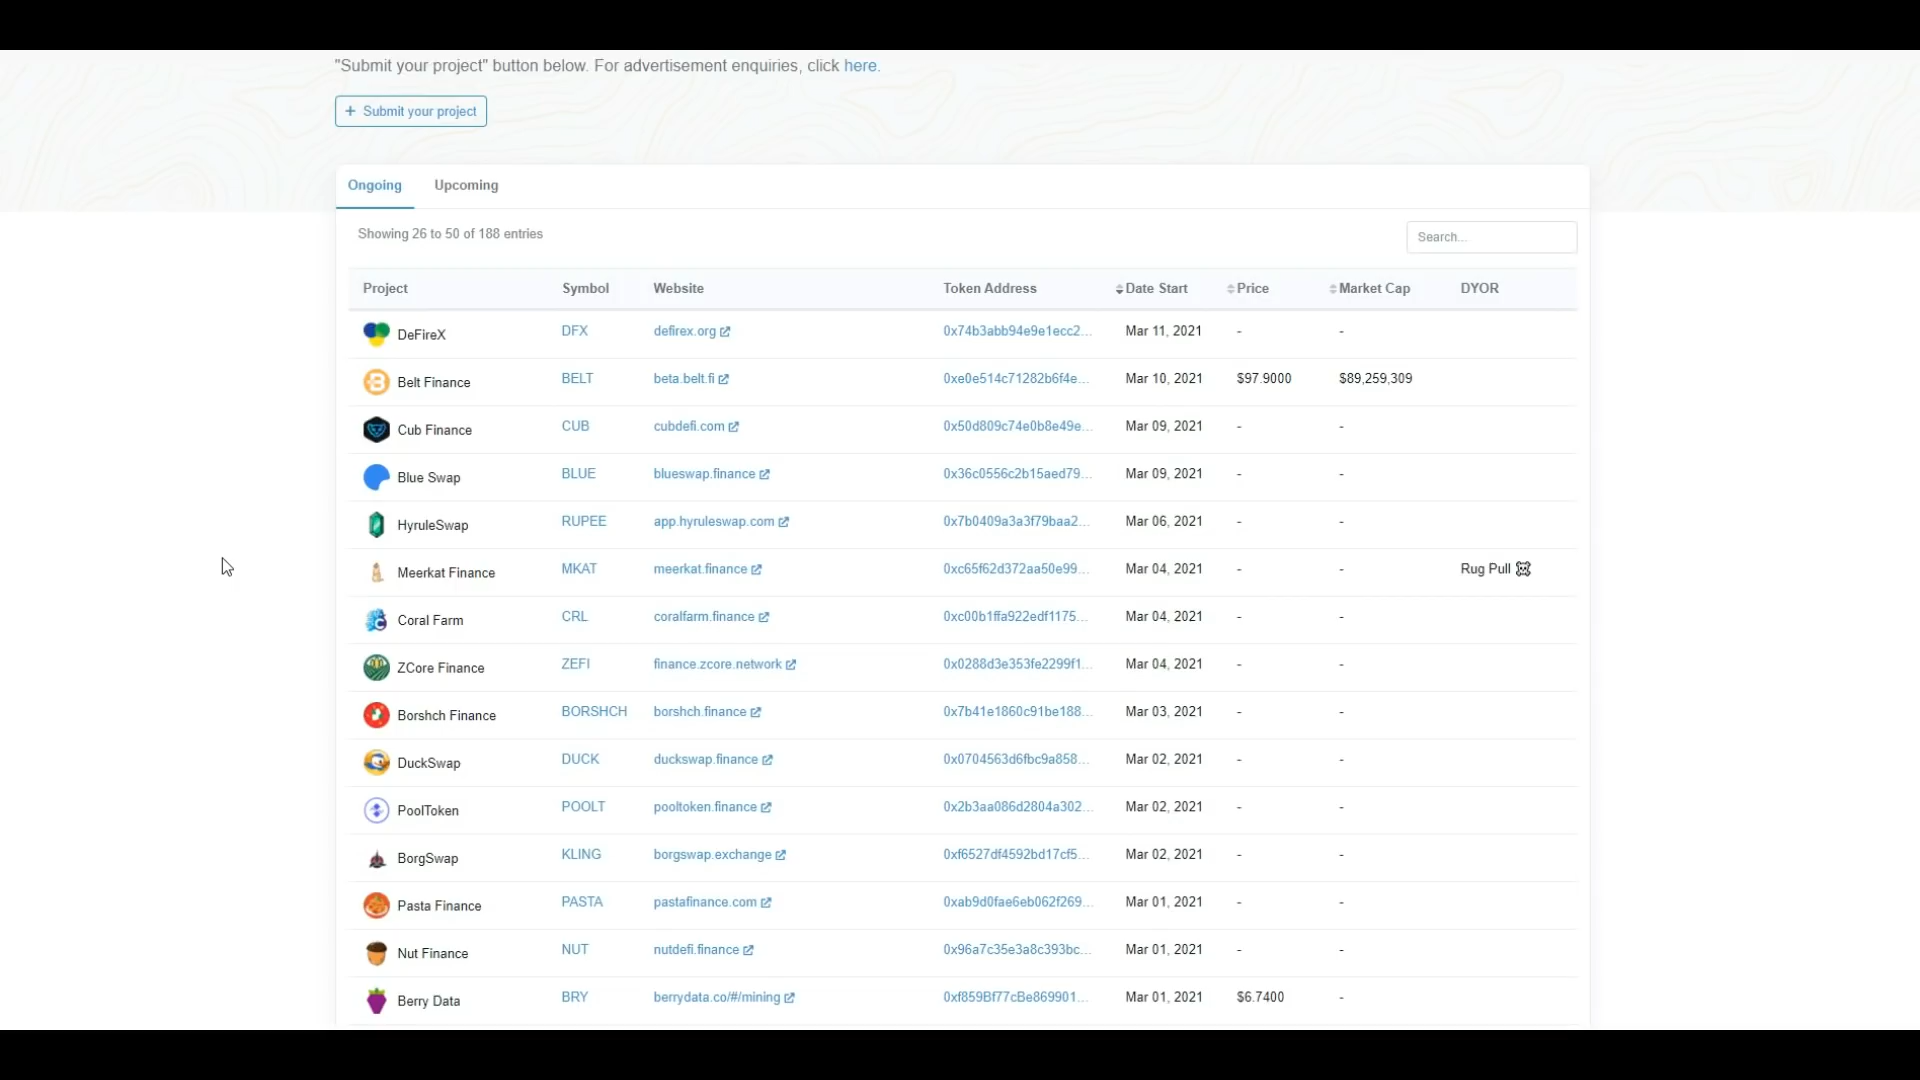 "Submit your project" button below. For advertisement enquiries, click here.
+ Submit your project
Ongoing Upcoming
Showing 26 to 50 of 188 entries
Search...
Project Symbol Website Token Address Date Start Price Market Cap DYOR
DeFireX DFX defirex.org 0x74b3abb94e9e1ecc2... Mar 11, 2021 - -
Belt Finance BELT beta.belt.fi 0xe0e514c71282b6f4e... Mar 10, 2021 $97.9000 $89,259,309
Cub Finance CUB cubdefi.com 0x50d809c74e0b8e49e... Mar 09, 2021 - -
Blue Swap BLUE blueswap.finance 0x36c0556c2b15aed79... Mar 09, 2021 - -
HyruleSwap RUPEE app.hyruleswap.com 0x7b0409a3a3f79baa2... Mar 06, 2021 - -
Meerkat Finance MKAT meerkat.finance 0xc65f62d372aa50e99... Mar 04, 2021 - - Rug Pull
Coral Farm CRL coralfarm.finance 0xc00b1ffa922edf1175... Mar 04, 2021 - -
ZCore Finance ZEFI finance.zcore.network 0x0288d3e353fe2299f1... Mar 04, 2021 - -
Borshch Finance BORSHCH borshch.finance 0x7b41e1860c91be188... Mar 03, 2021 - -
DuckSwap DUCK duckswap.finance 0x0704563d6fbc9a858... Mar 02, 2021 - -
PoolToken POOLT pooltoken.finance 0x2b3aa086d2804a302... Mar 02, 2021 - -
BorgSwap KLING borgswap.exchange 0xf6527df4592bd17cf5... Mar 02, 2021 - -
Pasta Finance PASTA pastafinance.com 0xab9d0fae6eb062f269... Mar 01, 2021 - -
Nut Finance NUT nutdefi.finance 0x96a7c35e3a8c393bc... Mar 01, 2021 - -
Berry Data BRY berrydata.co/#/mining 0xf859Bf77cBe869901... Mar 01, 2021 $6.7400 -